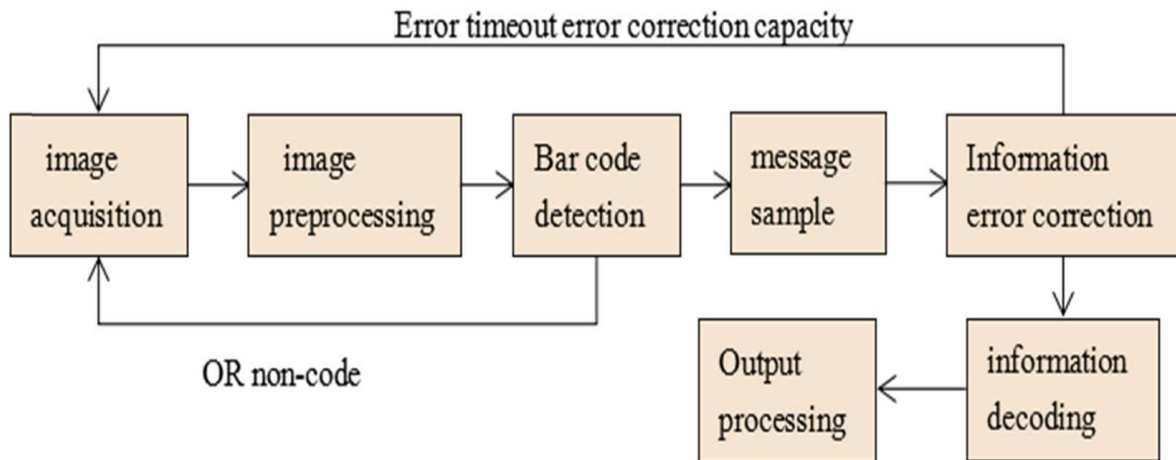 Error timeout error correction capacity
image
acquisition
image
preprocessing
Bar code
detection
message
sample
Information
error correction
OR non-code
Output
processing
information
decoding